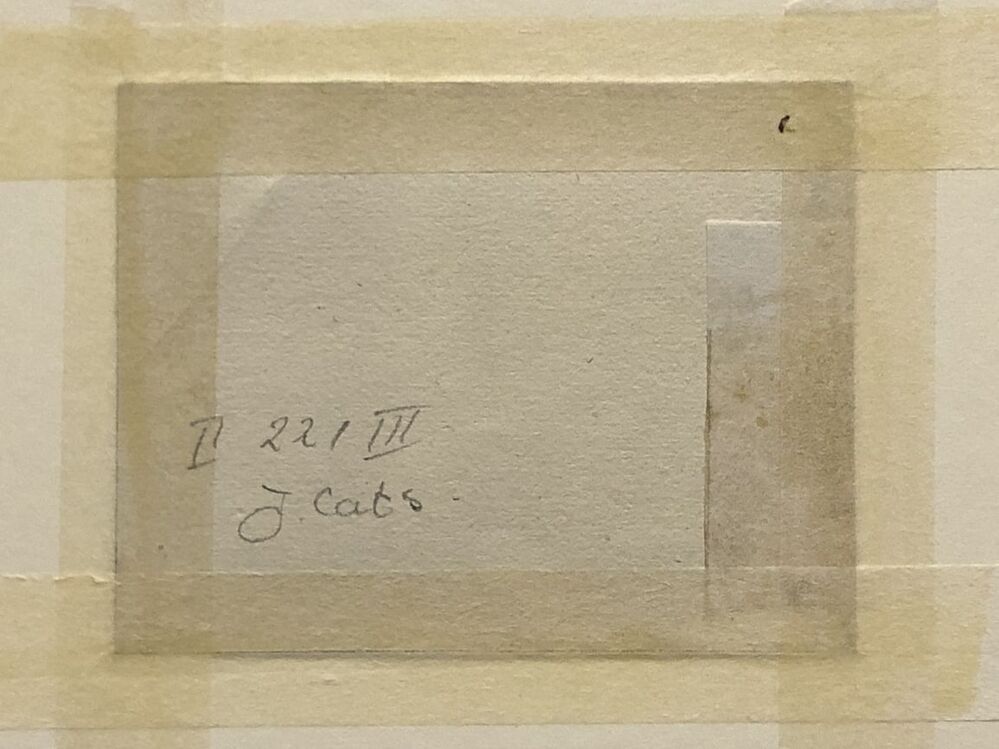 II 221 III
J. Cats.